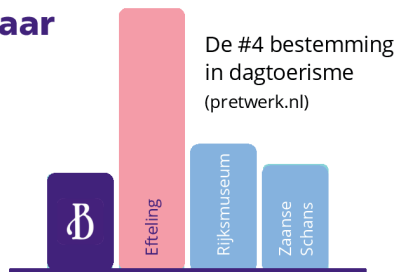 aar
De #4 bestemming
in dagtoerisme
(pretwerk.nl)
B
Efteling
Rijksmuseum
Zaanse
Schans